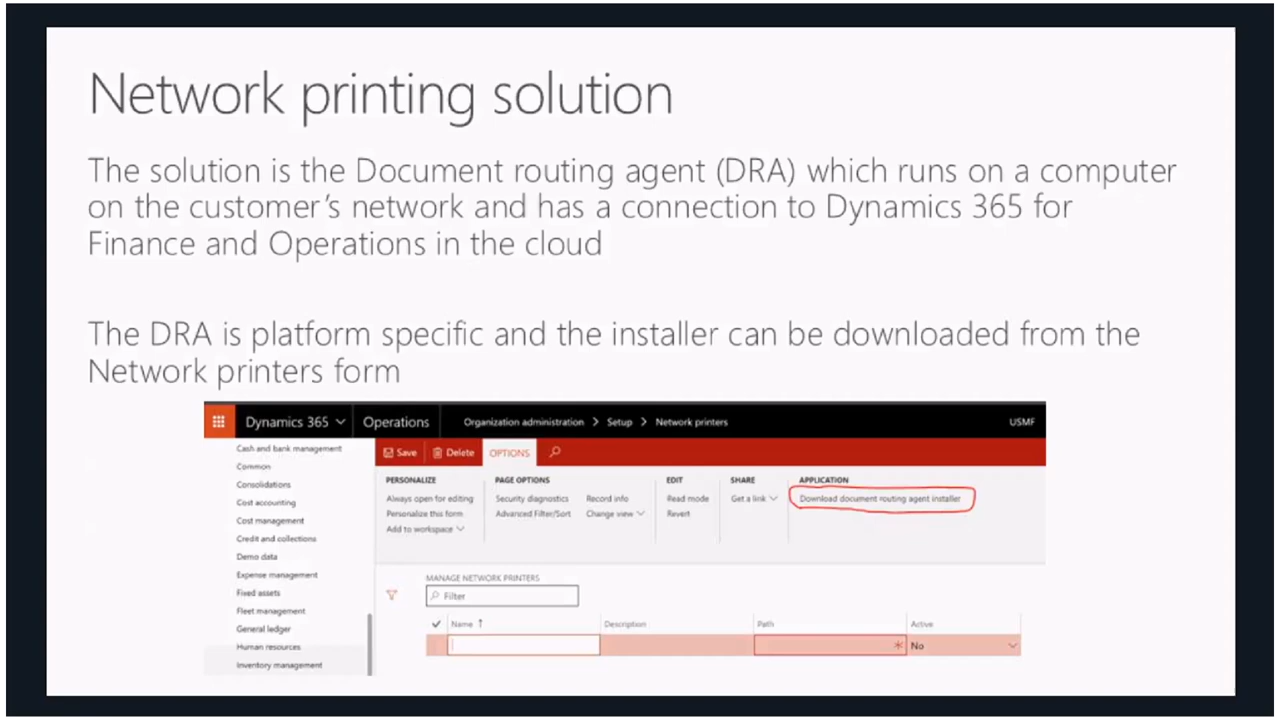 Network printing solution
The solution is the Document routing agent (DRA) which runs on a computer
on the customer's network and has a connection to Dynamics 365 for
Finance and Operations in the cloud
The DRA is platform specific and the installer can be downloaded from the
Network printers form
Dynamics 365 Operations Organization administration > Setup > Network printers USMF
Cash and bank management
Common
Consolidations
Cost accounting
Cost management
Credit and collections
Demo data
Expense management
Fixed assets
Fleet management
General ledger
Human resources
Inventory management
Save Delete OPTIONS
PERSONALIZE
Always open for editing
Personalize this form
Add to workspace
PAGE OPTIONS
Security diagnostics
Advanced Filter/Sort
Record info
Change view
EDIT
Read mode
Revert
SHARE
Get a link
APPLICATION
Download document routing agent installer
MANAGE NETWORK PRINTERS
Filter
Name ↑ Description Path Active
* No